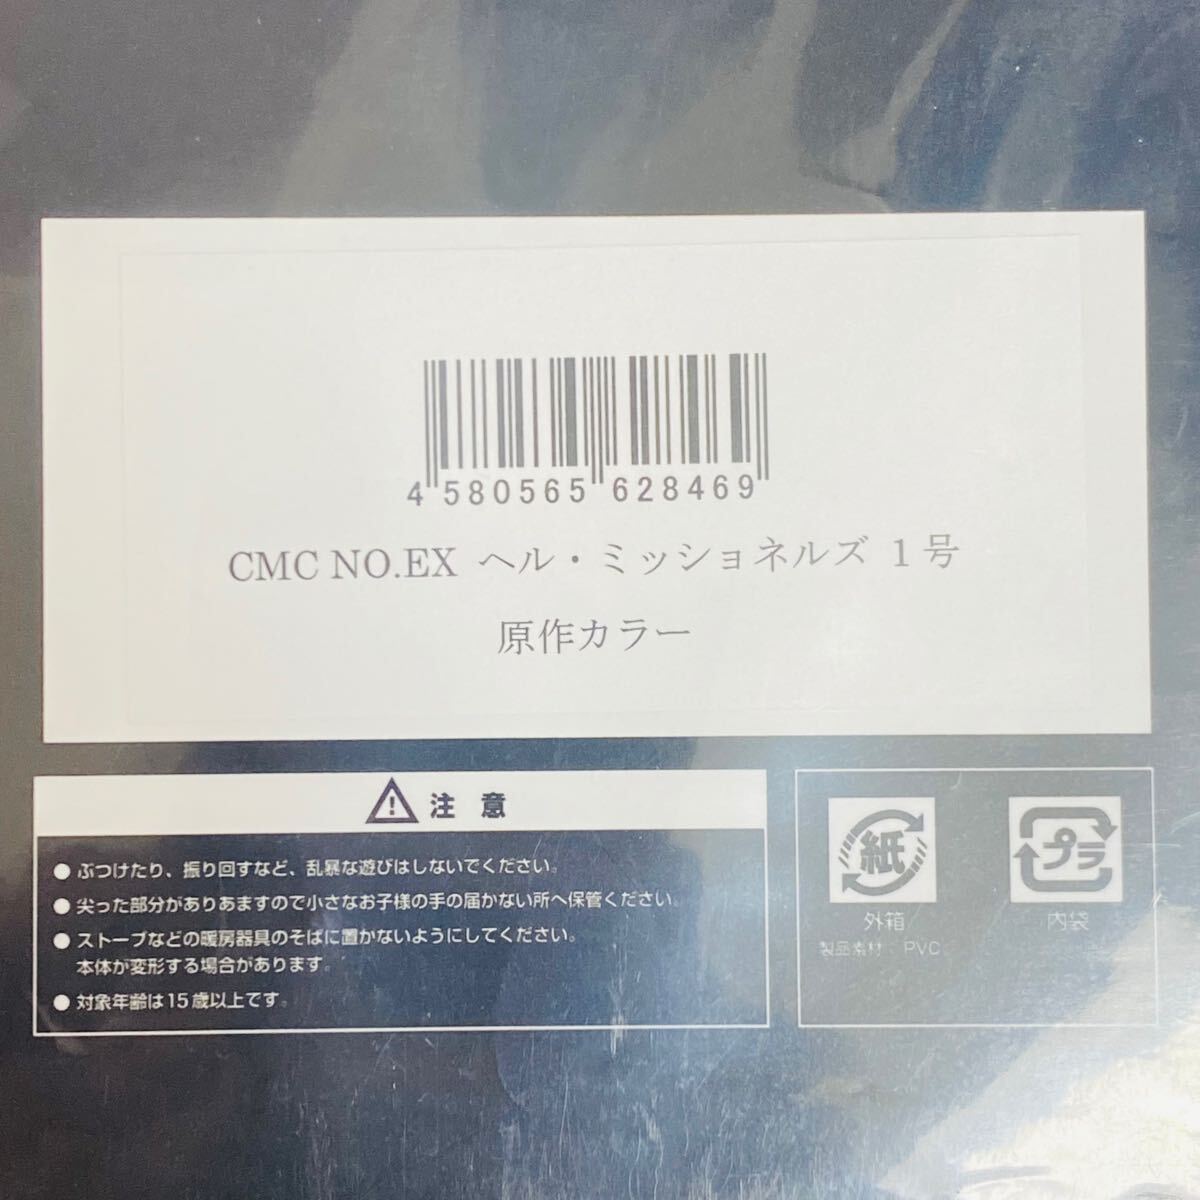 4 580565 628469
CMC NO.EX ヘル・ミッショネルズ 1号
原作カラー
注 意
●ぶつけたり、振り回すなど、乱暴な遊びはしないでください。
●尖った部分がありあますので小さなお子様の手の届かない所へ保管ください。
●ストーブなどの暖房器具のそばに置かないようにしてください。
本体が変形する場合があります。
●対象年齢は15歳以上です。
紙
プラ
外箱
内袋
製品素材：PVC